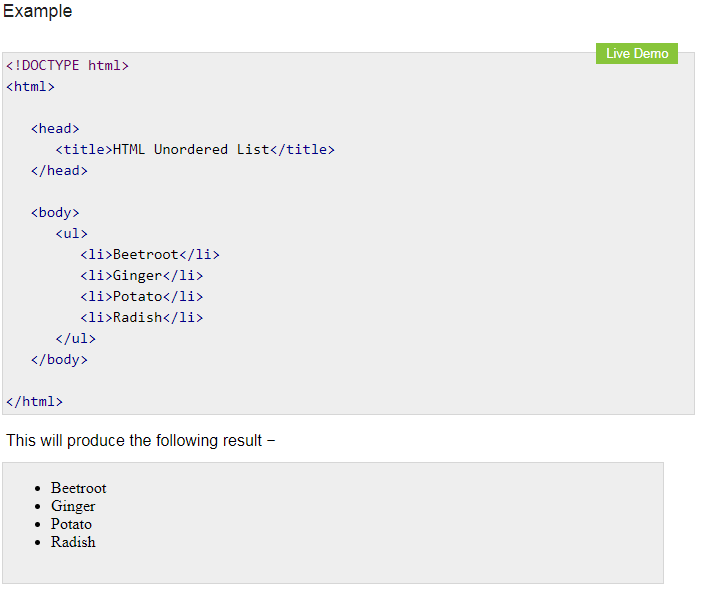 Example
Live Demo
<!DOCTYPE html>
<html>
<head>
<title>HTML Unordered List</title>
</head>
<body>
<ul>
<li>Beetroot</li>
<li>Ginger</li>
<li>Potato</li>
<li>Radish</li>
</ul>
</body>
</html>
This will produce the following result −
• Beetroot
• Ginger
• Potato
• Radish